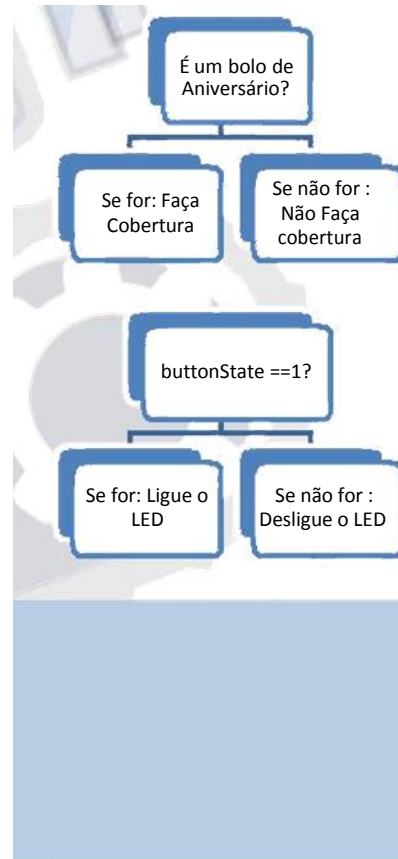 É um bolo de
Aniversário?
Se for: Faça
Cobertura
Se não for :
Não Faça
cobertura
buttonState ==1?
Se for: Ligue o
LED
Se não for :
Desligue o LED